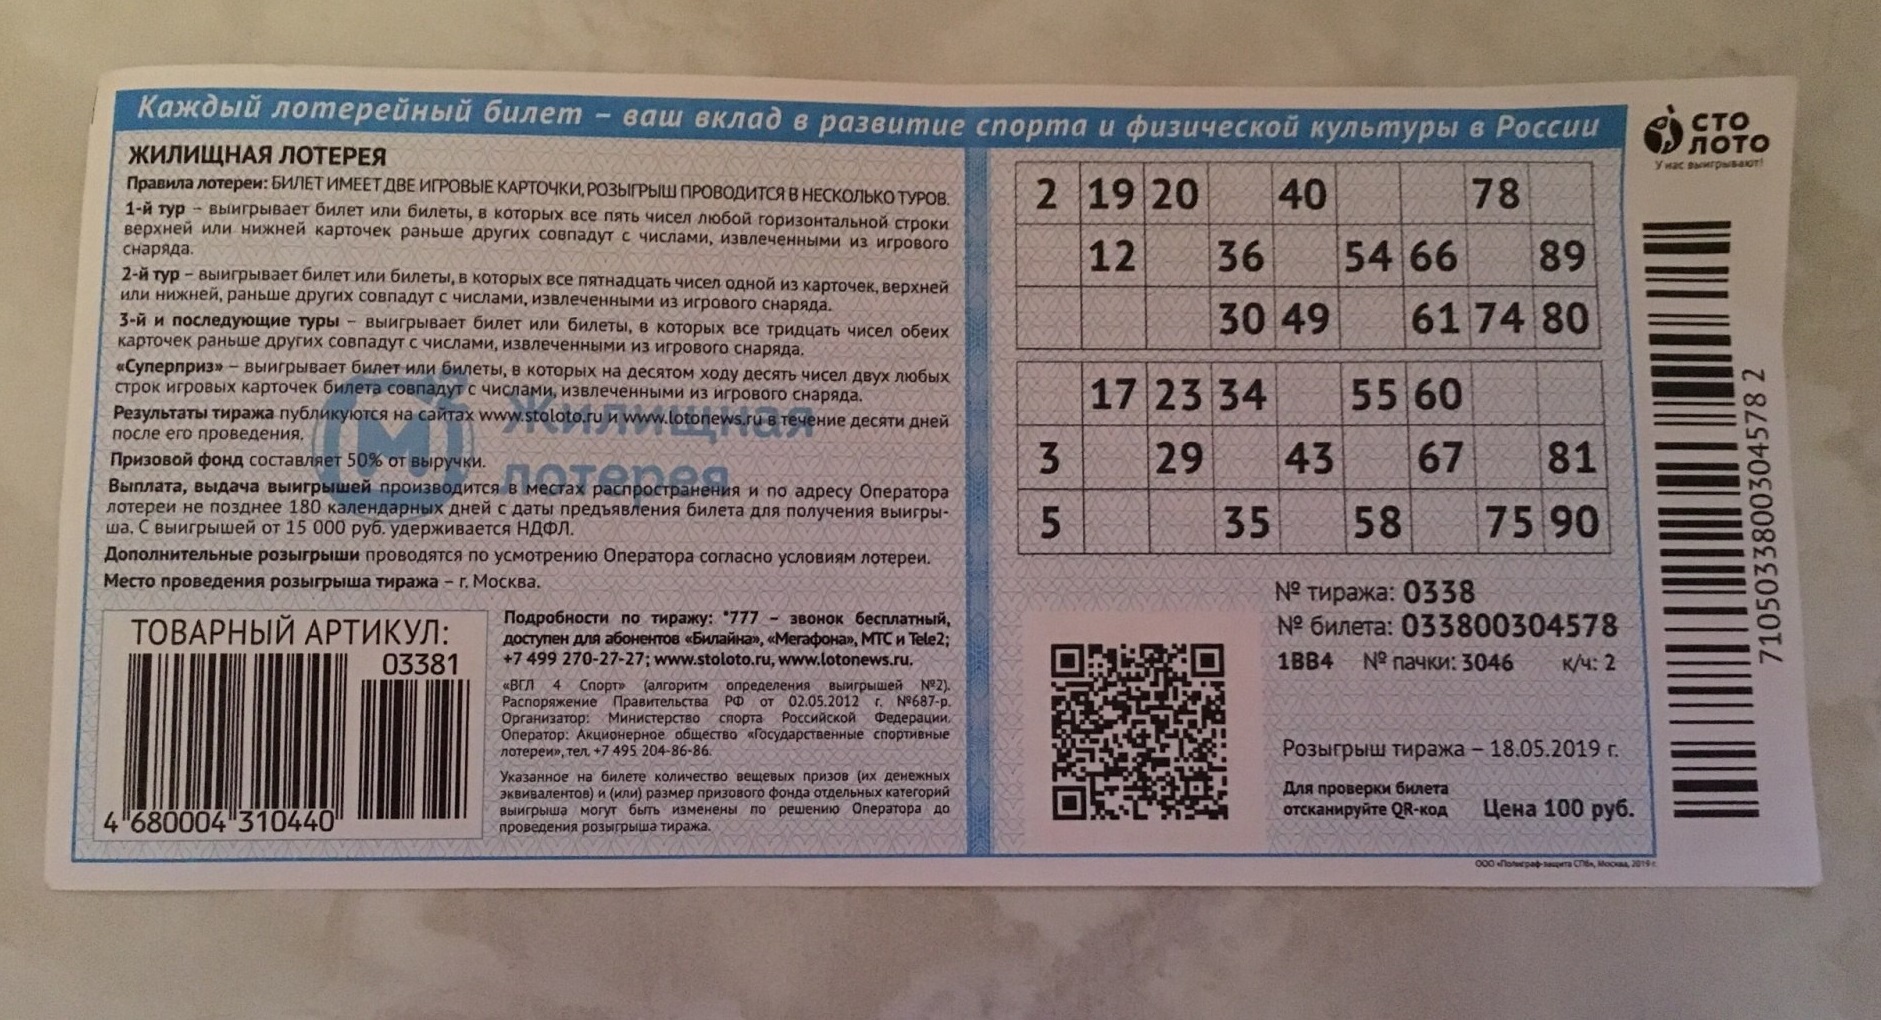 Каждый лотерейный билет – ваш вклад в развитие спорта и физической культуры в России
ЖИЛИЩНАЯ ЛОТЕРЕЯ
Правила лотереи: БИЛЕТ ИМЕЕТ ДВЕ ИГРОВЫЕ КАРТОЧКИ, РОЗЫГРЫШ ПРОВОДИТСЯ В НЕСКОЛЬКО ТУРОВ.
1-й тур – выигрывает билет или билеты, в которых все пять чисел любой горизонтальной строки
верхней или нижней карточек раньше других совпадут с числами, извлеченными из игрового
снаряда.
2-й тур – выигрывает билет или билеты, в которых все пятнадцать чисел одной из карточек, верхней
или нижней, раньше других совпадут с числами, извлеченными из игрового снаряда.
3-й и последующие туры – выигрывает билет или билеты, в которых все тридцать чисел обеих
карточек раньше других совпадут с числами, извлеченными из игрового снаряда.
«Суперприз» – выигрывает билет или билеты, в которых на десятом ходу десять чисел двух любых
строк игровых карточек билета совпадут с числами, извлеченными из игрового снаряда.
Результаты тиража публикуются на сайтах www.stoloto.ru и www.lotonews.ru в течение десяти дней
после его проведения.
Призовой фонд составляет 50% от выручки.
Выплата, выдача выигрышей производится в местах распространения и по адресу Оператора
лотереи не позднее 180 календарных дней с даты предъявления билета для получения выигры-
ша. С выигрышей от 15 000 руб. удерживается НДФЛ.
Дополнительные розыгрыши проводятся по усмотрению Оператора согласно условиям лотереи.
Место проведения розыгрыша тиража – г. Москва.
Жилищная
лотерея
ТОВАРНЫЙ АРТИКУЛ:
03381
4 680004 310440
Подробности по тиражу: *777 – звонок бесплатный,
доступен для абонентов «Билайна», «Мегафона», МТС и Tele2;
+7 499 270-27-27; www.stoloto.ru, www.lotonews.ru.
«ВГЛ 4 Спорт» (алгоритм определения выигрышей №2).
Распоряжение Правительства РФ от 02.05.2012 г. №687-р.
Организатор: Министерство спорта Российской Федерации.
Оператор: Акционерное общество «Государственные спортивные
лотереи», тел. +7 495 204-86-86.
Указанное на билете количество вещевых призов (их денежных
эквивалентов) и (или) размер призового фонда отдельных категорий
выигрыша могут быть изменены по решению Оператора до
проведения розыгрыша тиража.
2 19 20 40 78
12 36 54 66 89
30 49 61 74 80
17 23 34 55 60
3 29 43 67 81
5 35 58 75 90
№ тиража: 0338
№ билета: 033800304578
1ВВ4 № пачки: 3046 к/ч: 2
Розыгрыш тиража – 18.05.2019 г.
Для проверки билета
отсканируйте QR-код
Цена 100 руб.
СТО
ЛОТО
У нас выигрывают!
71050338003045782
ООО «Полиграф-защита СПб», Москва, 2019 г.